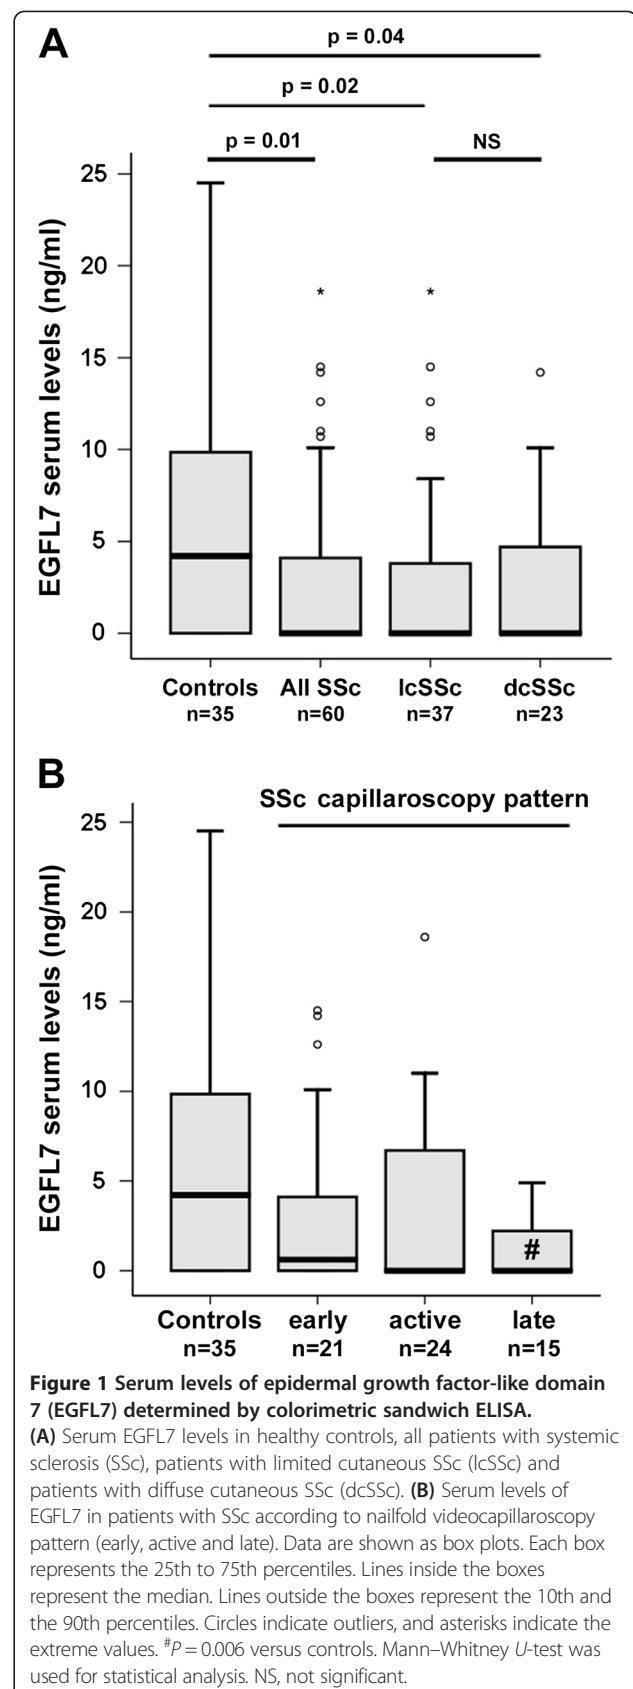 A
p = 0.04
p = 0.02
p = 0.01
NS
EGFL7 serum levels (ng/ml)
25
20
15
10
5
0
*
*
Controls
All SSc
lcSSc
dcSSc
n=35
n=60
n=37
n=23
B
SSc capillaroscopy pattern
EGFL7 serum levels (ng/ml)
25
20
15
10
5
0
#
Controls
early
active
late
n=35
n=21
n=24
n=15
Figure 1 Serum levels of epidermal growth factor-like domain
7 (EGFL7) determined by colorimetric sandwich ELISA.
(A) Serum EGFL7 levels in healthy controls, all patients with systemic
sclerosis (SSc), patients with limited cutaneous SSc (lcSSc) and
patients with diffuse cutaneous SSc (dcSSc). (B) Serum levels of
EGFL7 in patients with SSc according to nailfold videocapillaroscopy
pattern (early, active and late). Data are shown as box plots. Each box
represents the 25th to 75th percentiles. Lines inside the boxes
represent the median. Lines outside the boxes represent the 10th and
the 90th percentiles. Circles indicate outliers, and asterisks indicate the
extreme values. #P = 0.006 versus controls. Mann–Whitney U-test was
used for statistical analysis. NS, not significant.